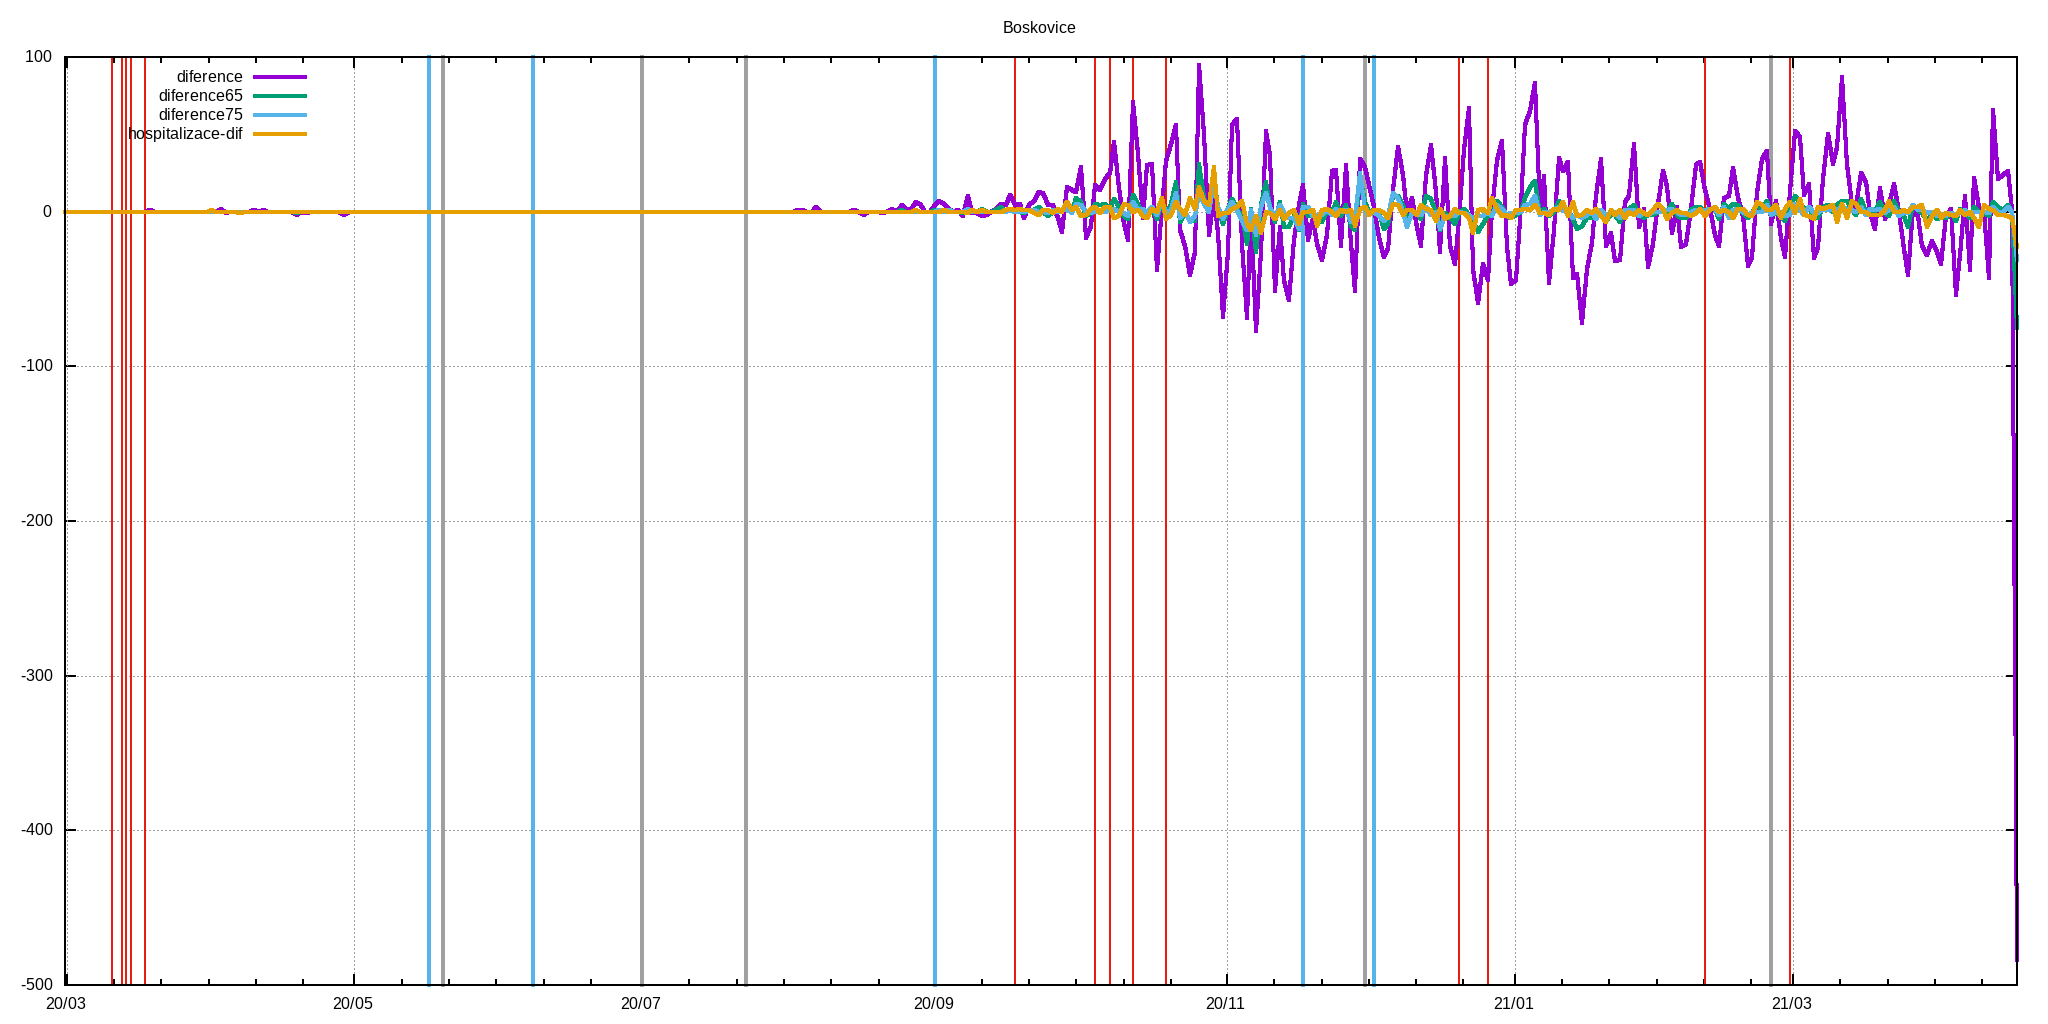 Boskovice
100
diference
diference65
diference75
hospitalizace-dif
0
-100
-200
-300
-400
-500
20/03 20/05 20/07 20/09 20/11 21/01 21/03